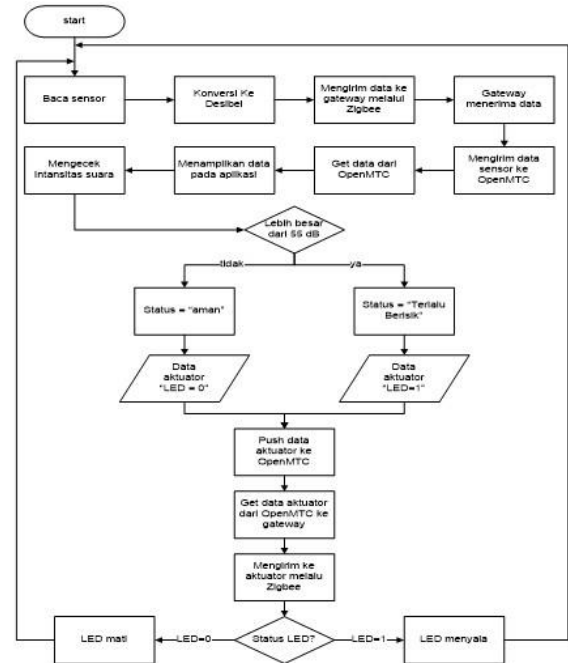 start
Baca sensor
Konversi Ke
Desibel
Mengirim data ke
gateway melalui
Zigbee
Gateway
menerima data
Mengirim data
sensor ke
OpenMTC
Get data dari
OpenMTC
Menampilkan data
pada aplikasi
Mengecek
intansitas suara
Lebih besar
dari 55 dB
tidak
ya
Status = "aman"
Status = "Terlalu
Berisik"
Data
aktuator
"LED = 0"
Data
aktuator
"LED=1"
Push data
aktuator ke
OpenMTC
Get data aktuator
dari OpenMTC ke
gateway
Mengirim ke
aktuator melalu
Zigbee
LED mati
LED=0
Status LED?
LED=1
LED menyala